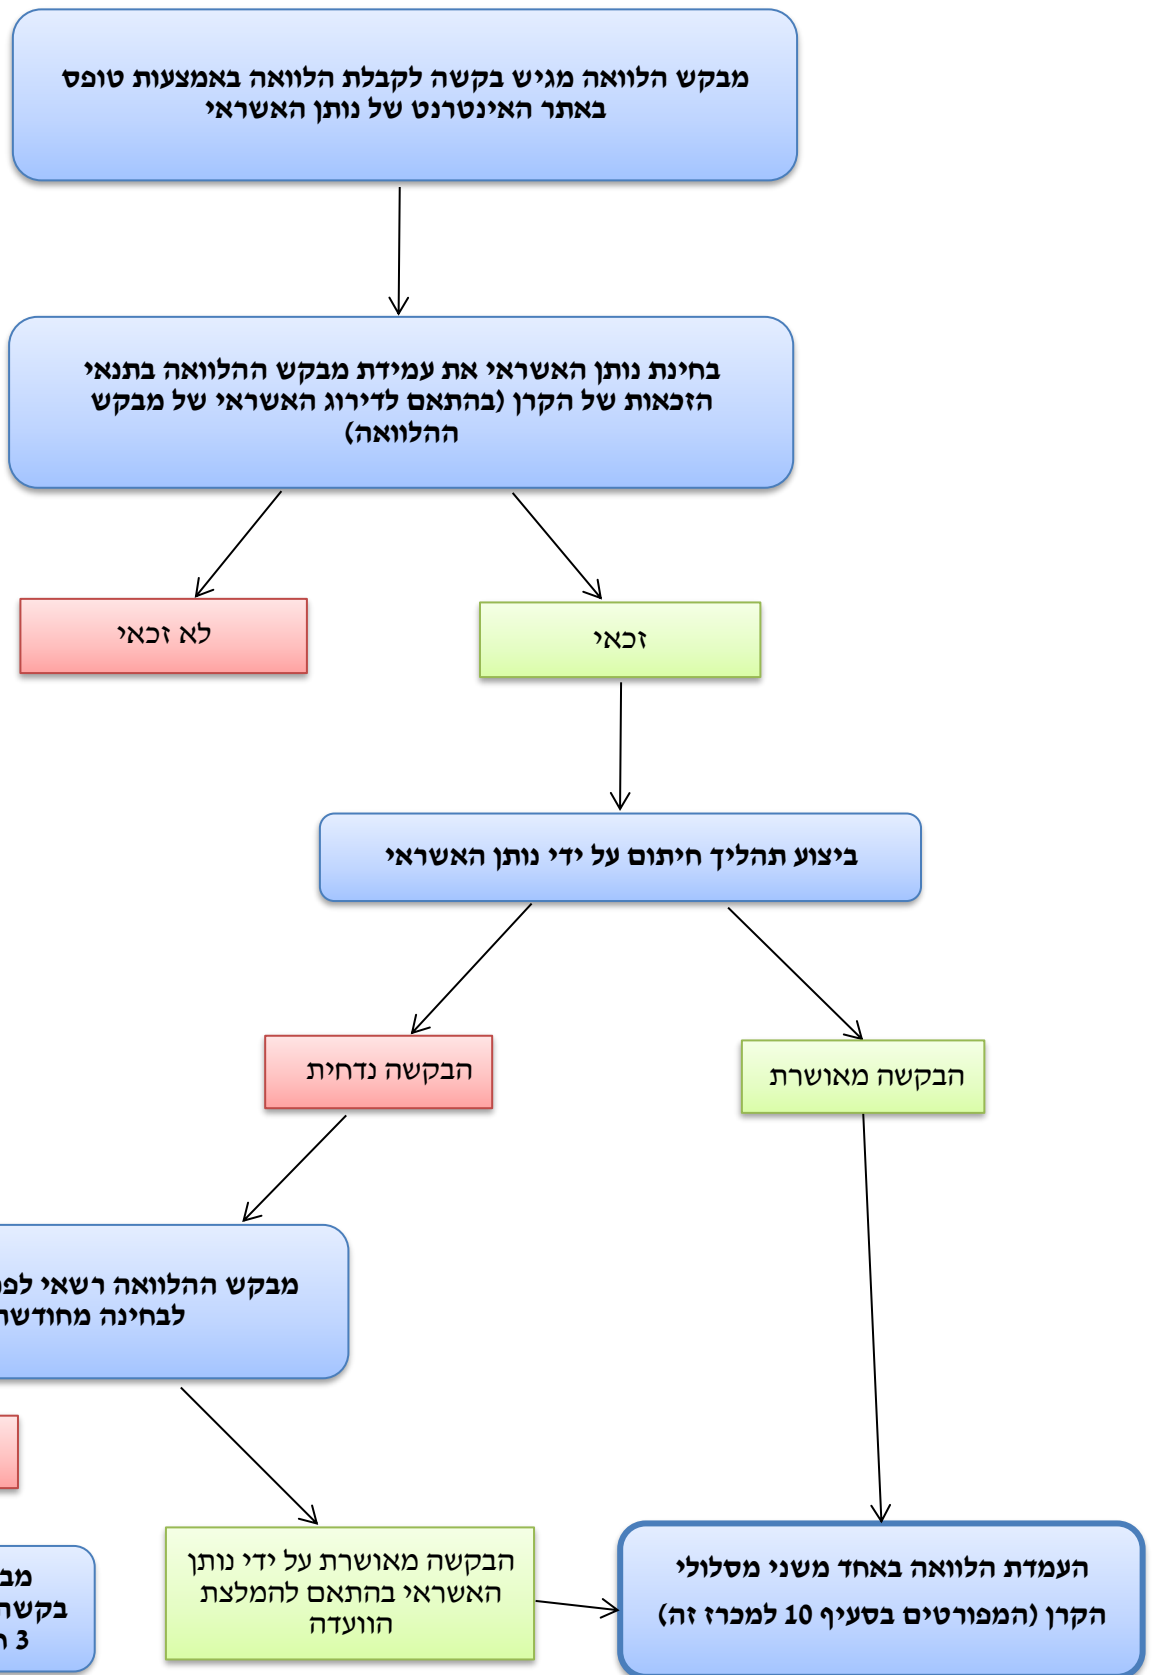 מבקש הלוואה מגיש בקשה לקבלת הלוואה באמצעות טופס
באתר האינטרנט של נותן האשראי
בחינת נותן האשראי את עמידת מבקש ההלוואה בתנאי
הזכאות של הקרן (בהתאם לדירוג האשראי של מבקש
ההלוואה)
זכאי
לא זכאי
ביצוע תהליך חיתום על ידי נותן האשראי
הבקשה מאושרת
הבקשה נדחית
מבקש ההלוואה רשאי
לבחינה
העמדת הלוואה באחד משני מסלולי
הקרן (המפורטים בסעיף 10 למכרז זה)
הבקשה מאושרת על ידי נותן
האשראי בהתאם להמלצת
הוועדה
3